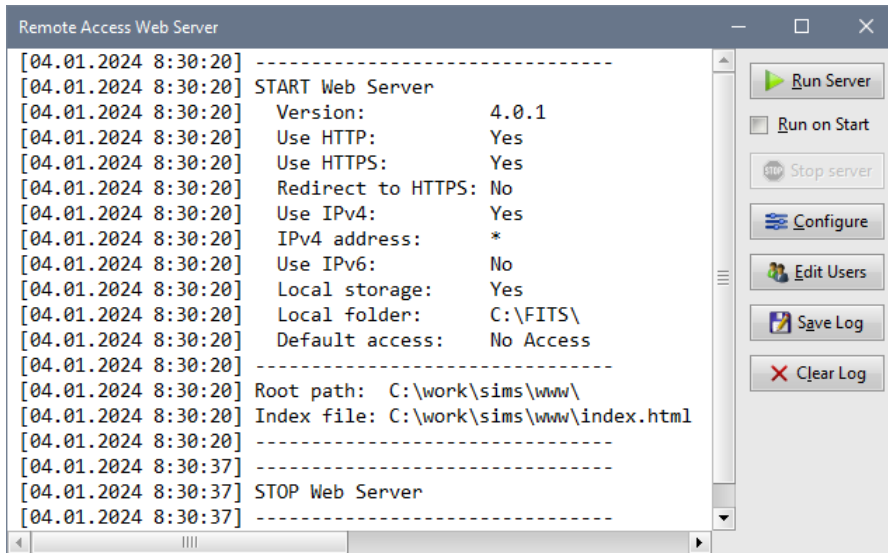 Remote Access Web Server
[04.01.2024 8:30:20] --------------------------------
[04.01.2024 8:30:20] START Web Server
[04.01.2024 8:30:20]   Version:           4.0.1
[04.01.2024 8:30:20]   Use HTTP:          Yes
[04.01.2024 8:30:20]   Use HTTPS:         Yes
[04.01.2024 8:30:20]   Redirect to HTTPS: No
[04.01.2024 8:30:20]   Use IPv4:          Yes
[04.01.2024 8:30:20]   IPv4 address:      *
[04.01.2024 8:30:20]   Use IPv6:          No
[04.01.2024 8:30:20]   Local storage:     Yes
[04.01.2024 8:30:20]   Local folder:      C:\FITS\
[04.01.2024 8:30:20]   Default access:    No Access
[04.01.2024 8:30:20] --------------------------------
[04.01.2024 8:30:20] Root path:  C:\work\sims\www\
[04.01.2024 8:30:20] Index file: C:\work\sims\www\index.html
[04.01.2024 8:30:20] --------------------------------
[04.01.2024 8:30:37] --------------------------------
[04.01.2024 8:30:37] STOP Web Server
[04.01.2024 8:30:37] --------------------------------
Run Server
Run on Start
STOP Stop server
Configure
Edit Users
Save Log
Clear Log